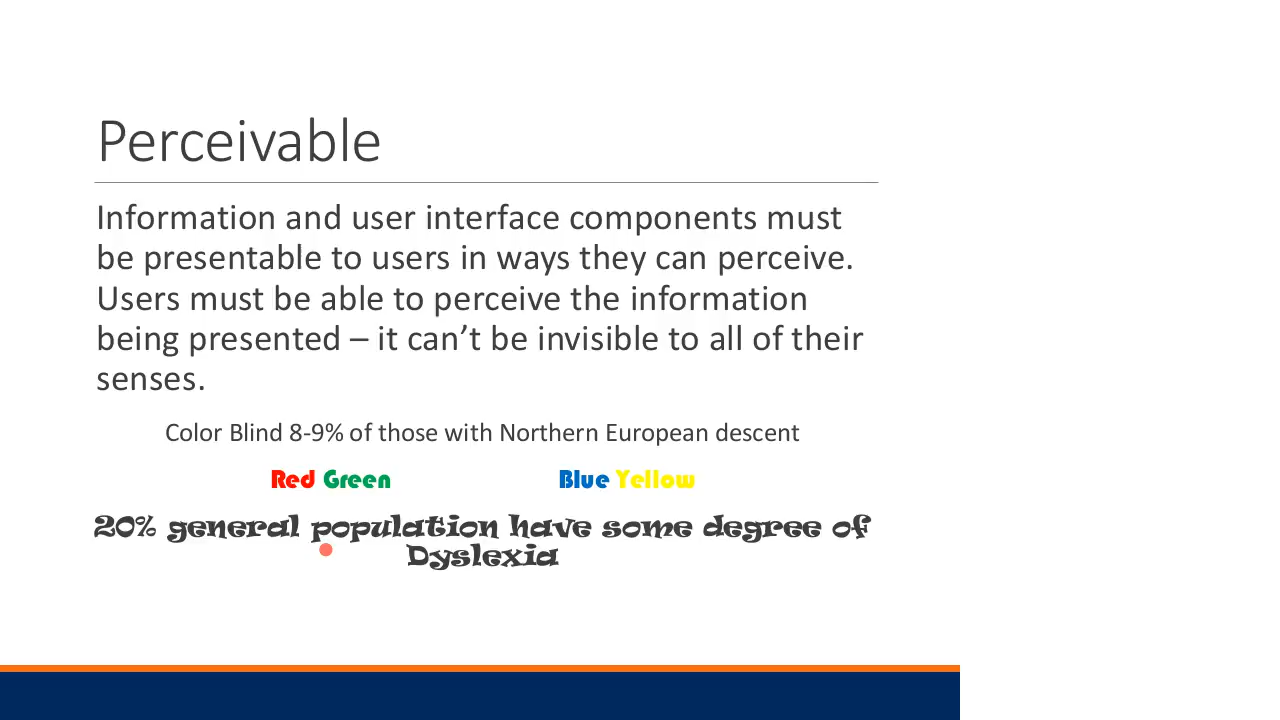 Perceivable
Information and user interface components must
be presentable to users in ways they can perceive.
Users must be able to perceive the information
being presented – it can’t be invisible to all of their
senses.
Color Blind 8-9% of those with Northern European descent
Red Green Blue Yellow
20% general population have some degree of
Dyslexia